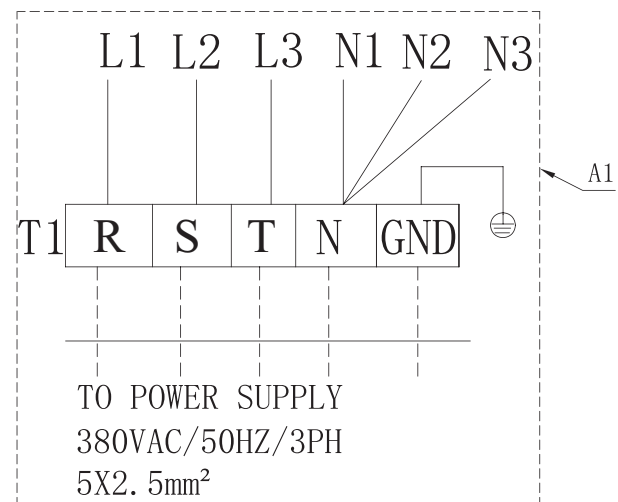 L1 L2 L3 N1 N2 N3
A1
T1 R S T N GND
TO POWER SUPPLY
380VAC/50HZ/3PH
5X2.5mm²